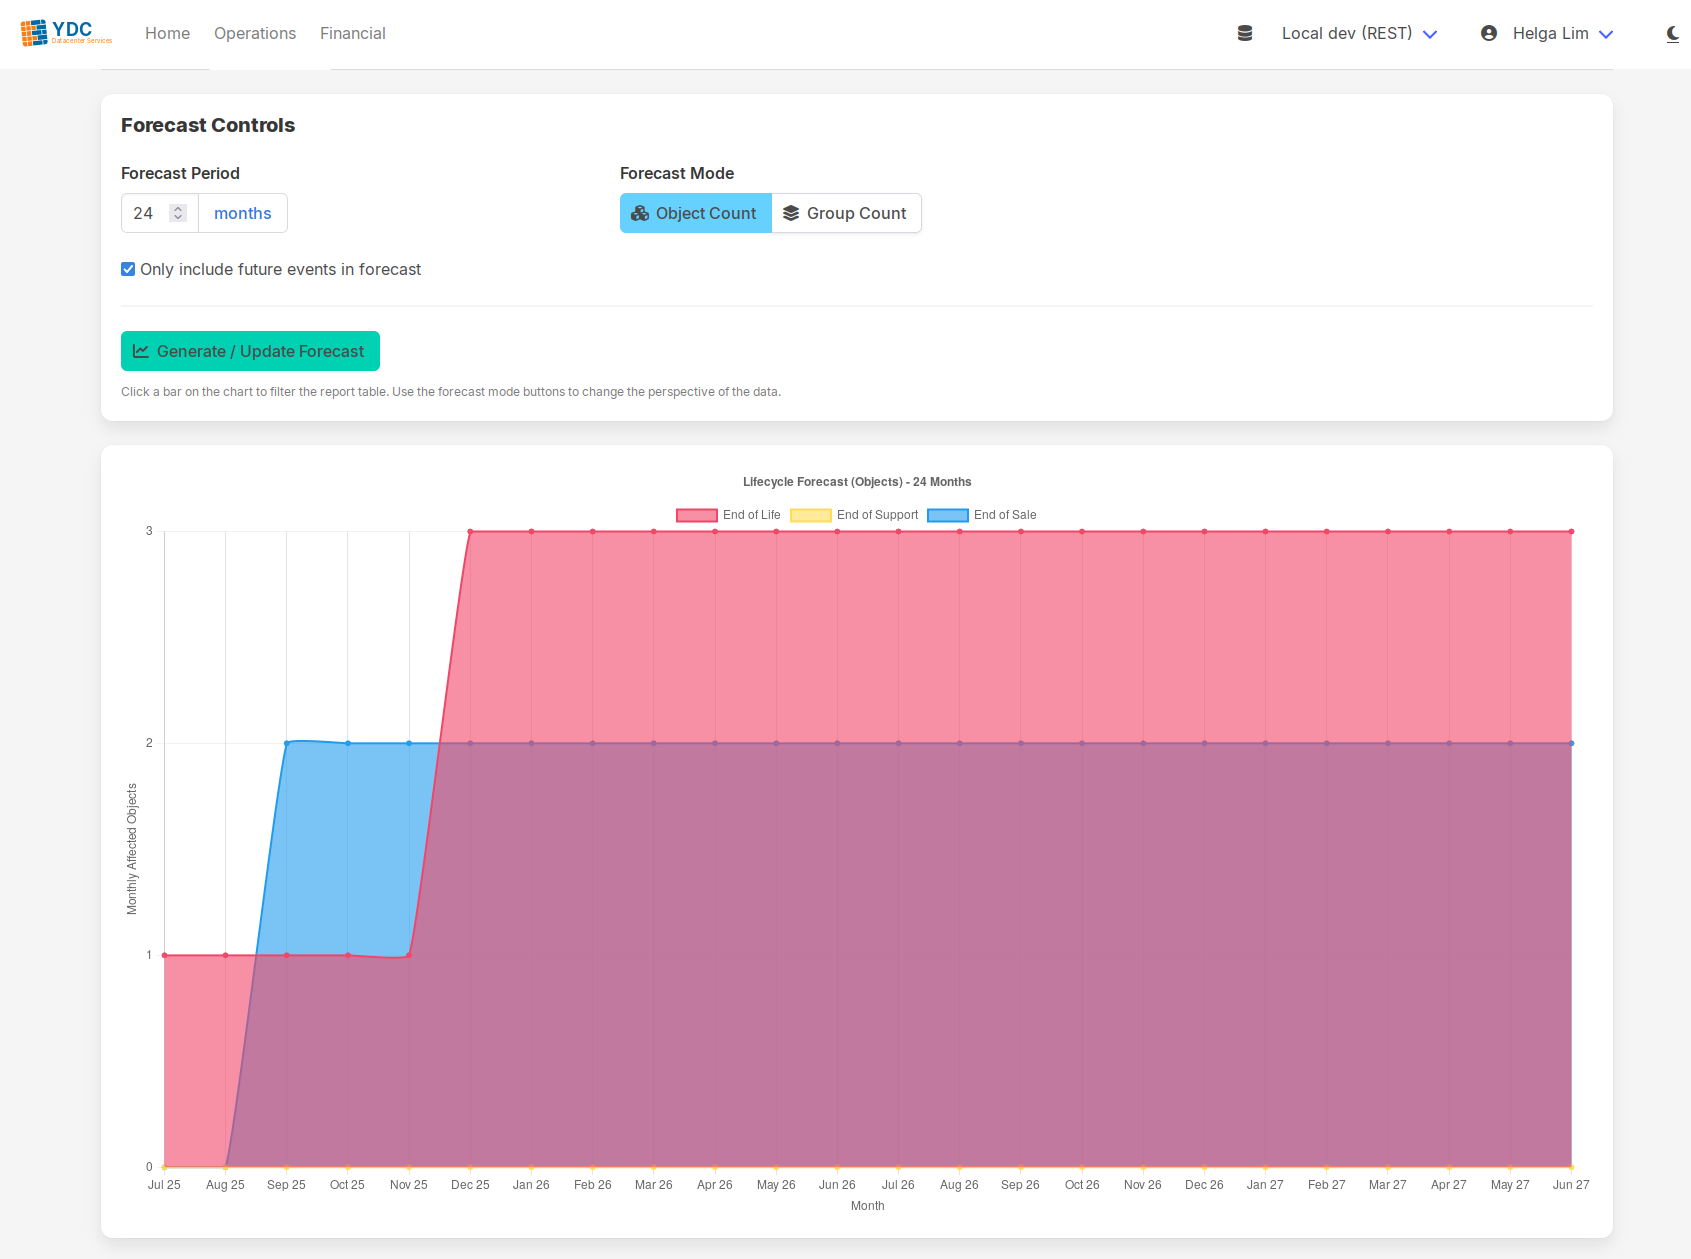 YDC
Datacenter Services
Home Operations Financial
Local dev (REST) Helga Lim
Forecast Controls
Forecast Period Forecast Mode
24 months Object Count Group Count
Only include future events in forecast
Generate / Update Forecast
Click a bar on the chart to filter the report table. Use the forecast mode buttons to change the perspective of the data.
Lifecycle Forecast (Objects) - 24 Months
End of Life End of Support End of Sale
3
2
1
0
Monthly Affected Objects
Jul 25 Aug 25 Sep 25 Oct 25 Nov 25 Dec 25 Jan 26 Feb 26 Mar 26 Apr 26 May 26 Jun 26 Jul 26 Aug 26 Sep 26 Oct 26 Nov 26 Dec 26 Jan 27 Feb 27 Mar 27 Apr 27 May 27 Jun 27
Month